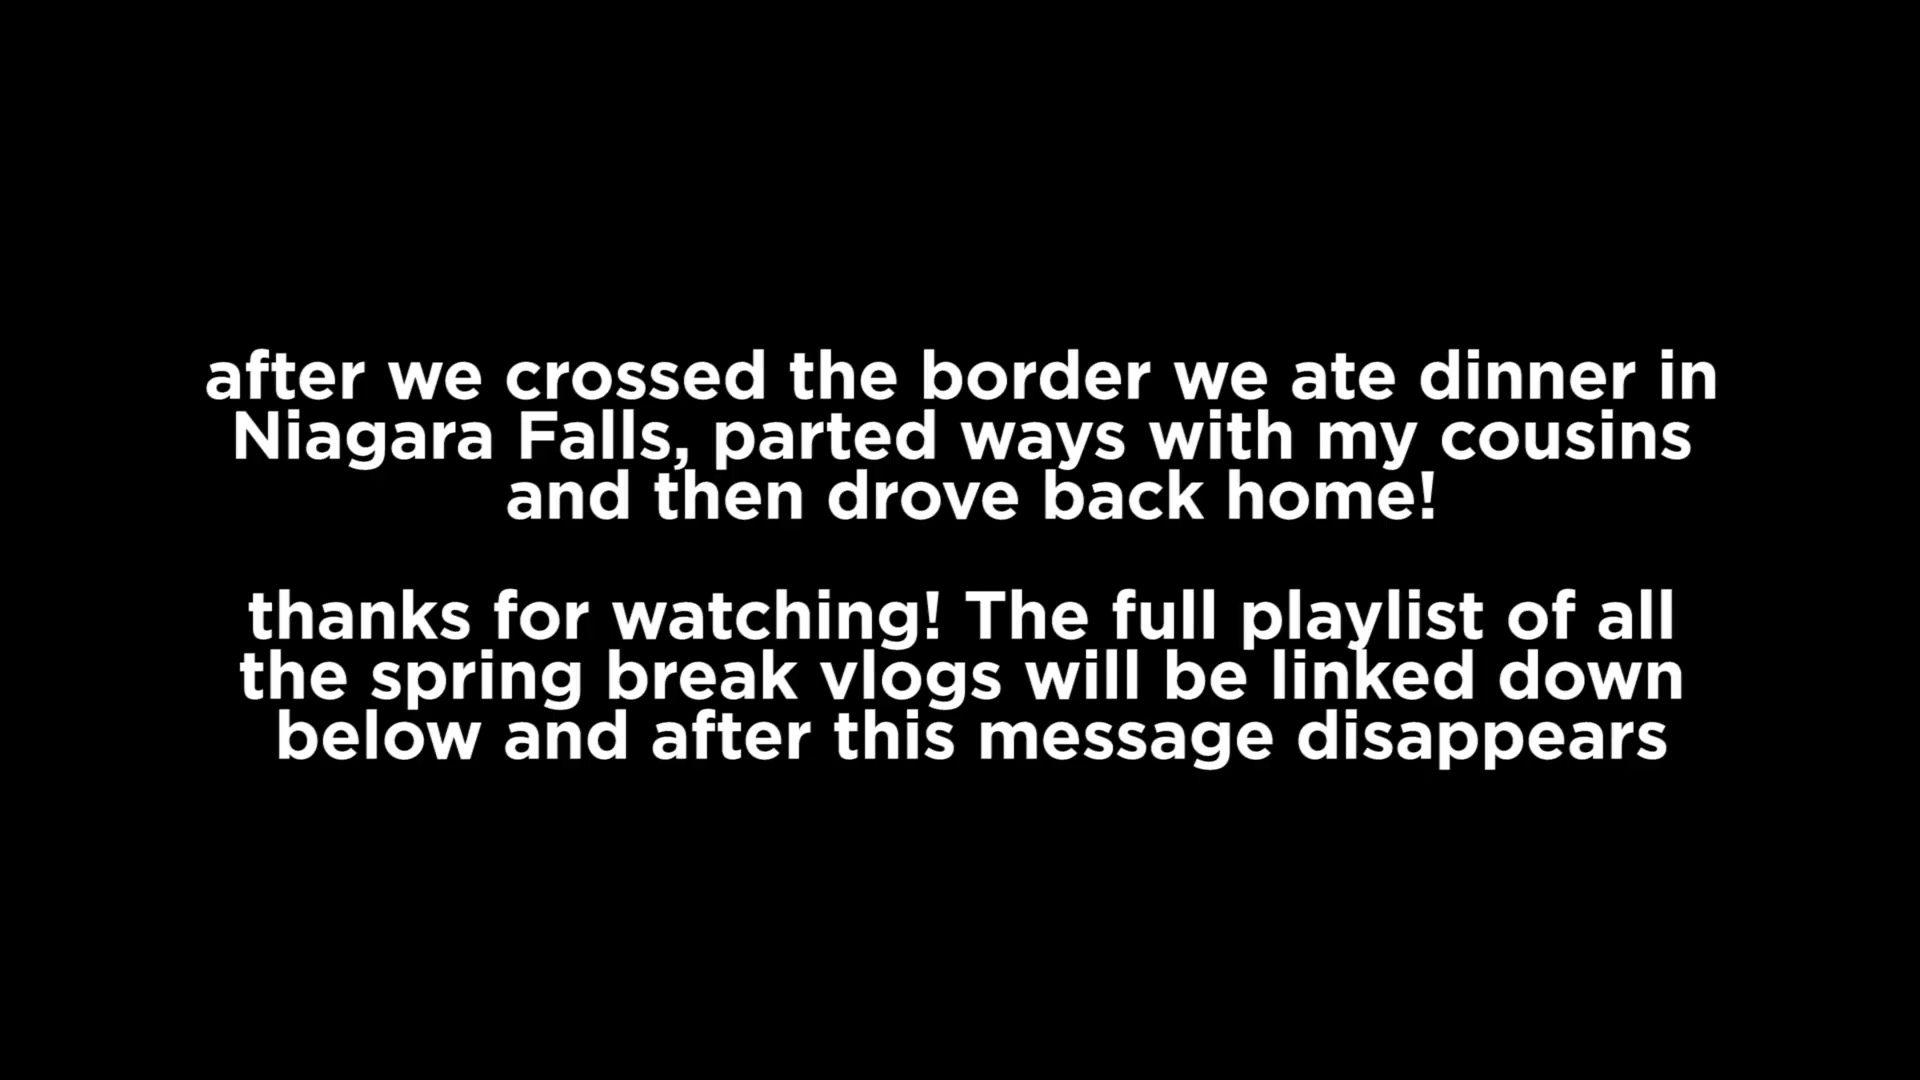 after we crossed the border we ate dinner in
Niagara Falls, parted ways with my cousins
and then drove back home!
thanks for watching! The full playlist of all
the spring break vlogs will be linked down
below and after this message disappears